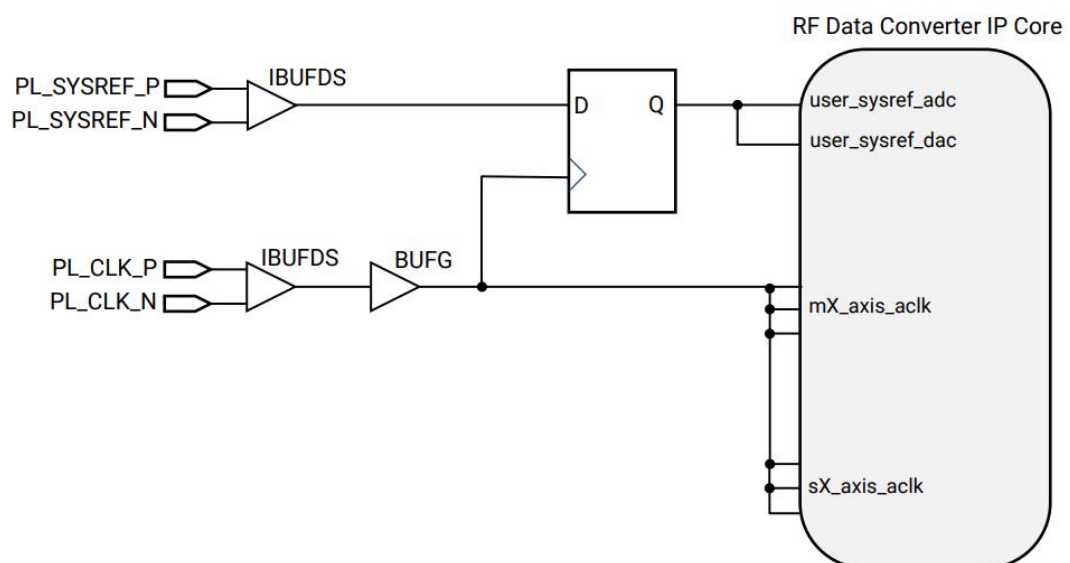 RF Data Converter IP Core
PL_SYSREF_P
IBUFDS
PL_SYSREF_N
D
Q
user_sysref_adc
user_sysref_dac
PL_CLK_P
IBUFDS
BUFG
PL_CLK_N
mX_axis_aclk
sX_axis_aclk